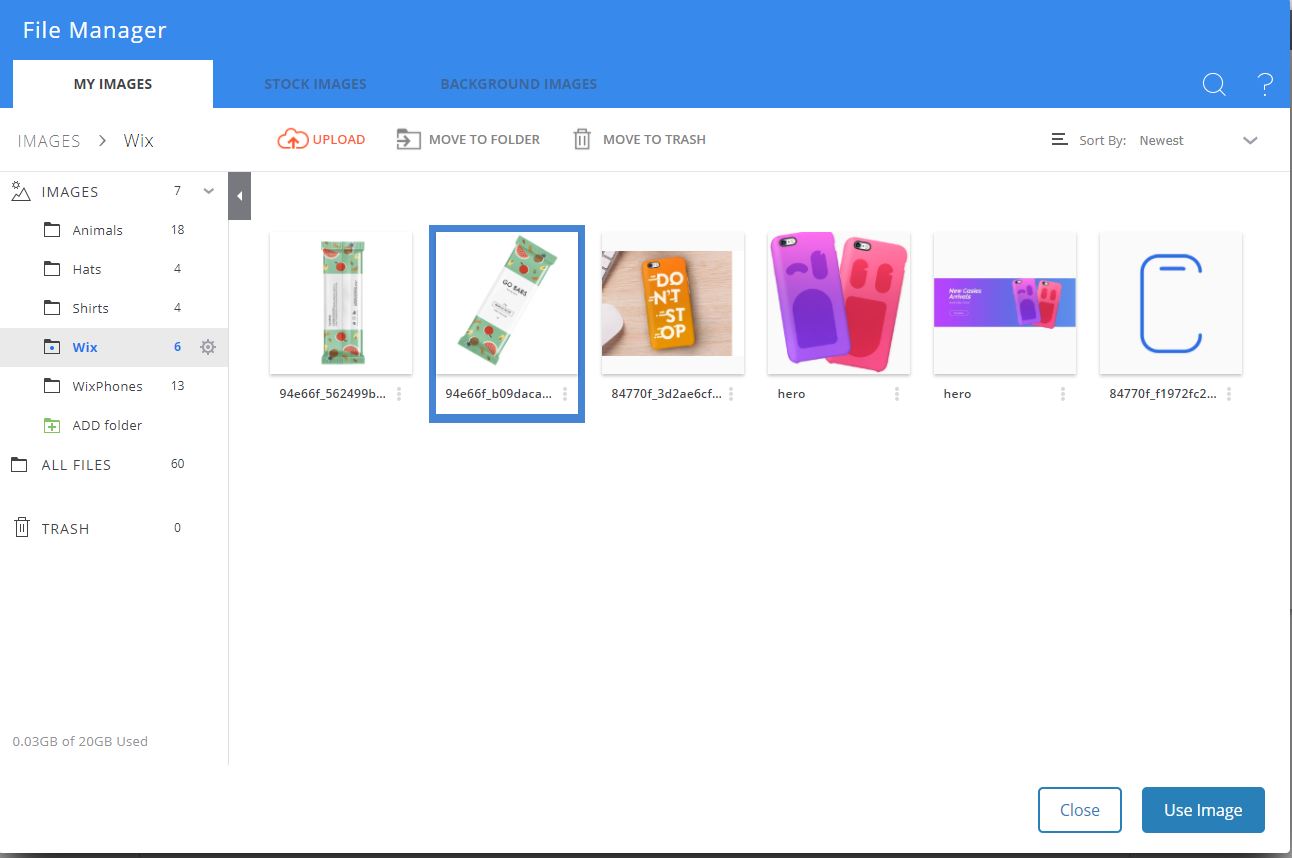 File Manager
MY IMAGES
STOCK IMAGES
BACKGROUND IMAGES
?
IMAGES > Wix
UPLOAD
MOVE TO FOLDER
MOVE TO TRASH
Sort By: Newest
IMAGES 7
Animals 18
Hats 4
Shirts 4
Wix 6
WixPhones 13
ADD folder
ALL FILES 60
TRASH 0
0.03GB of 20GB Used
GO BARS
DO
N'T
ST
OP
New Casies
Arrivals
94e66f_562499b...
94e66f_b09daca...
84770f_3d2ae6cf...
hero
hero
84770f_f1972fc2...
Close
Use Image